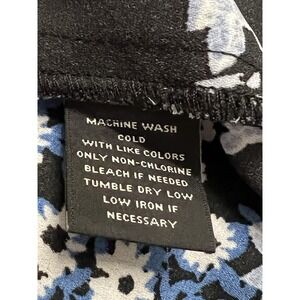 MACHINE WASH
COLD
WITH LIKE COLORS
ONLY NON-CHLORINE
BLEACH IF NEEDED
TUMBLE DRY LOW
LOW IRON IF
NECESSARY